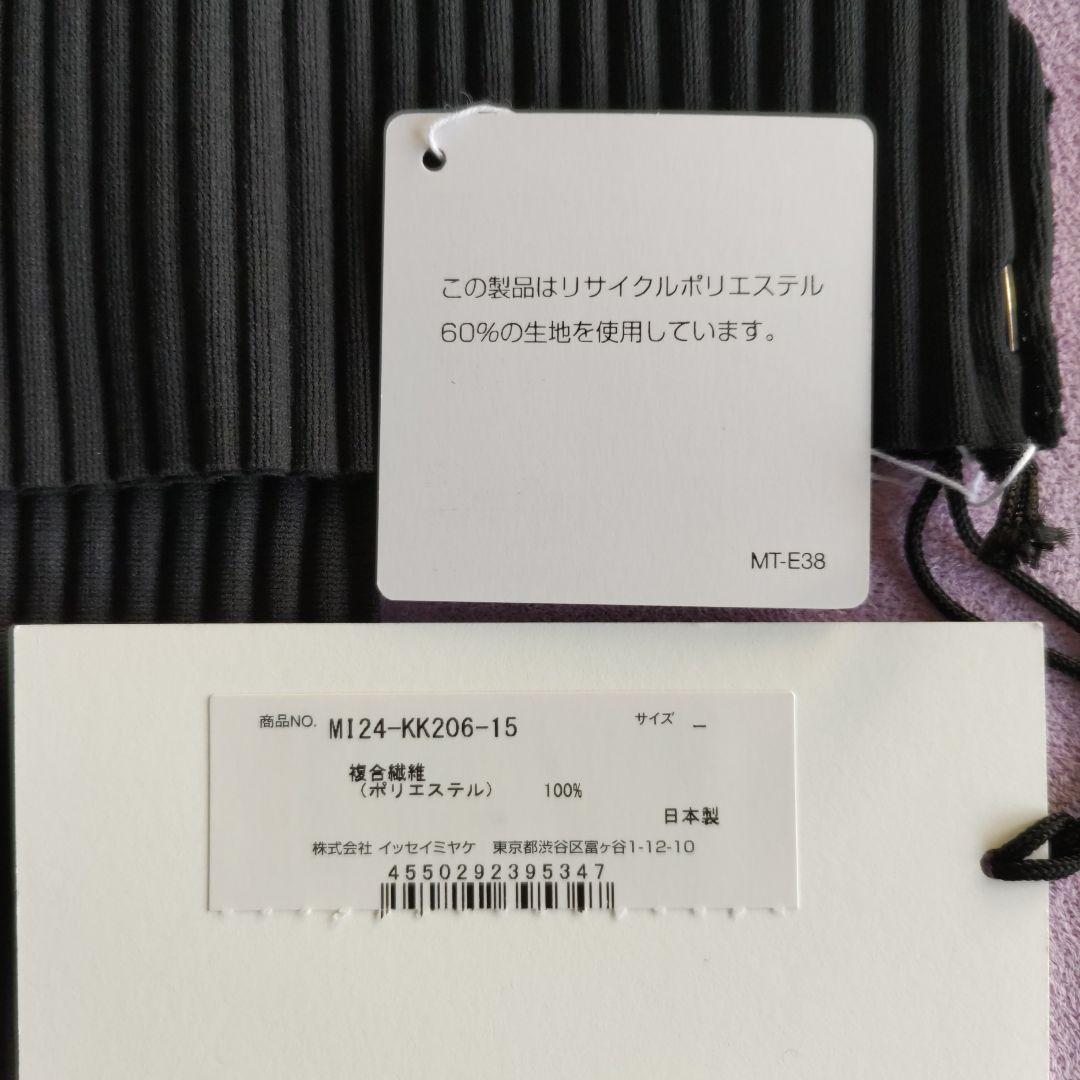 この製品はリサイクルポリエステル
60%の生地を使用しています。
MT-E38
商品NO. MI24-KK206-15 サイズ –
複合繊維
（ポリエステル） 100%
日本製
株式会社 イッセイミヤケ 東京都渋谷区富ヶ谷1-12-10
4550292395347